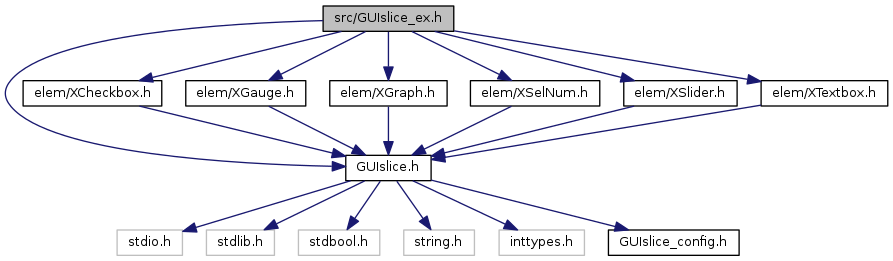 src/GUIslice_ex.h
elem/XCheckbox.h
elem/XGauge.h
elem/XGraph.h
elem/XSelNum.h
elem/XSlider.h
elem/XTextbox.h
GUIslice.h
stdio.h
stdlib.h
stdbool.h
string.h
inttypes.h
GUIslice_config.h